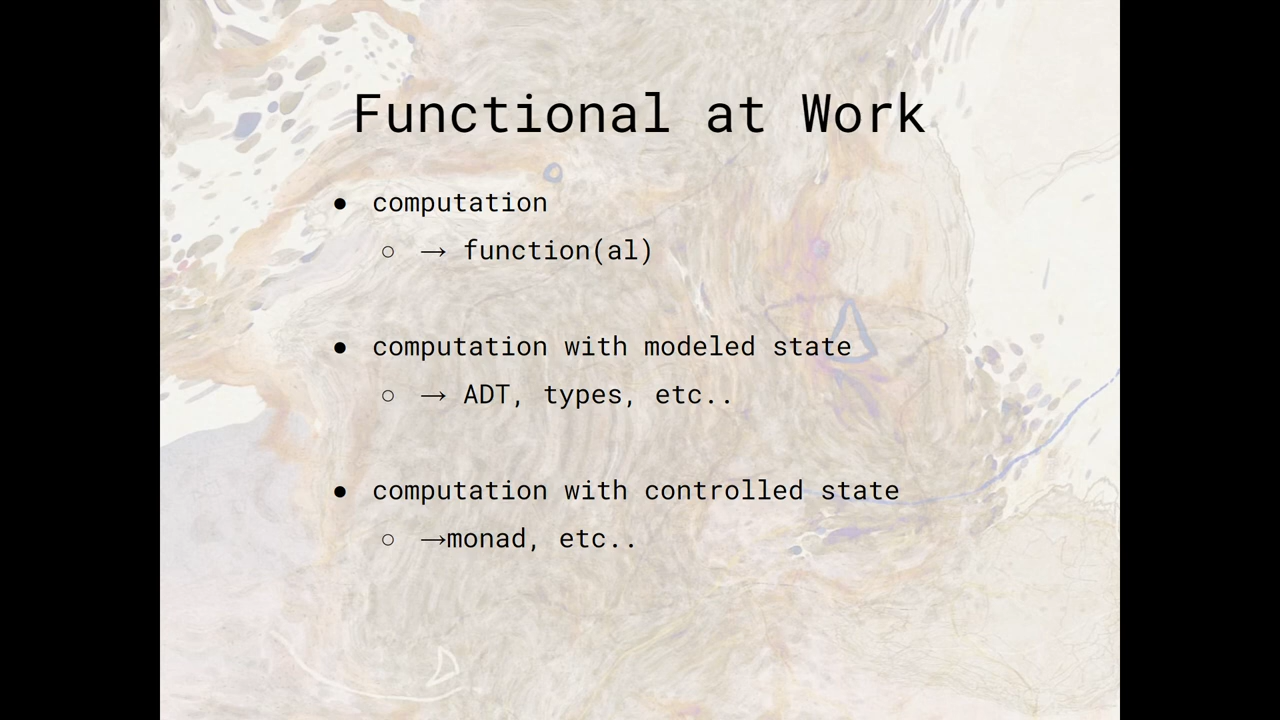 Functional at Work
● computation
○ → function(al)
● computation with modeled state
○ → ADT, types, etc..
● computation with controlled state
○ →monad, etc..